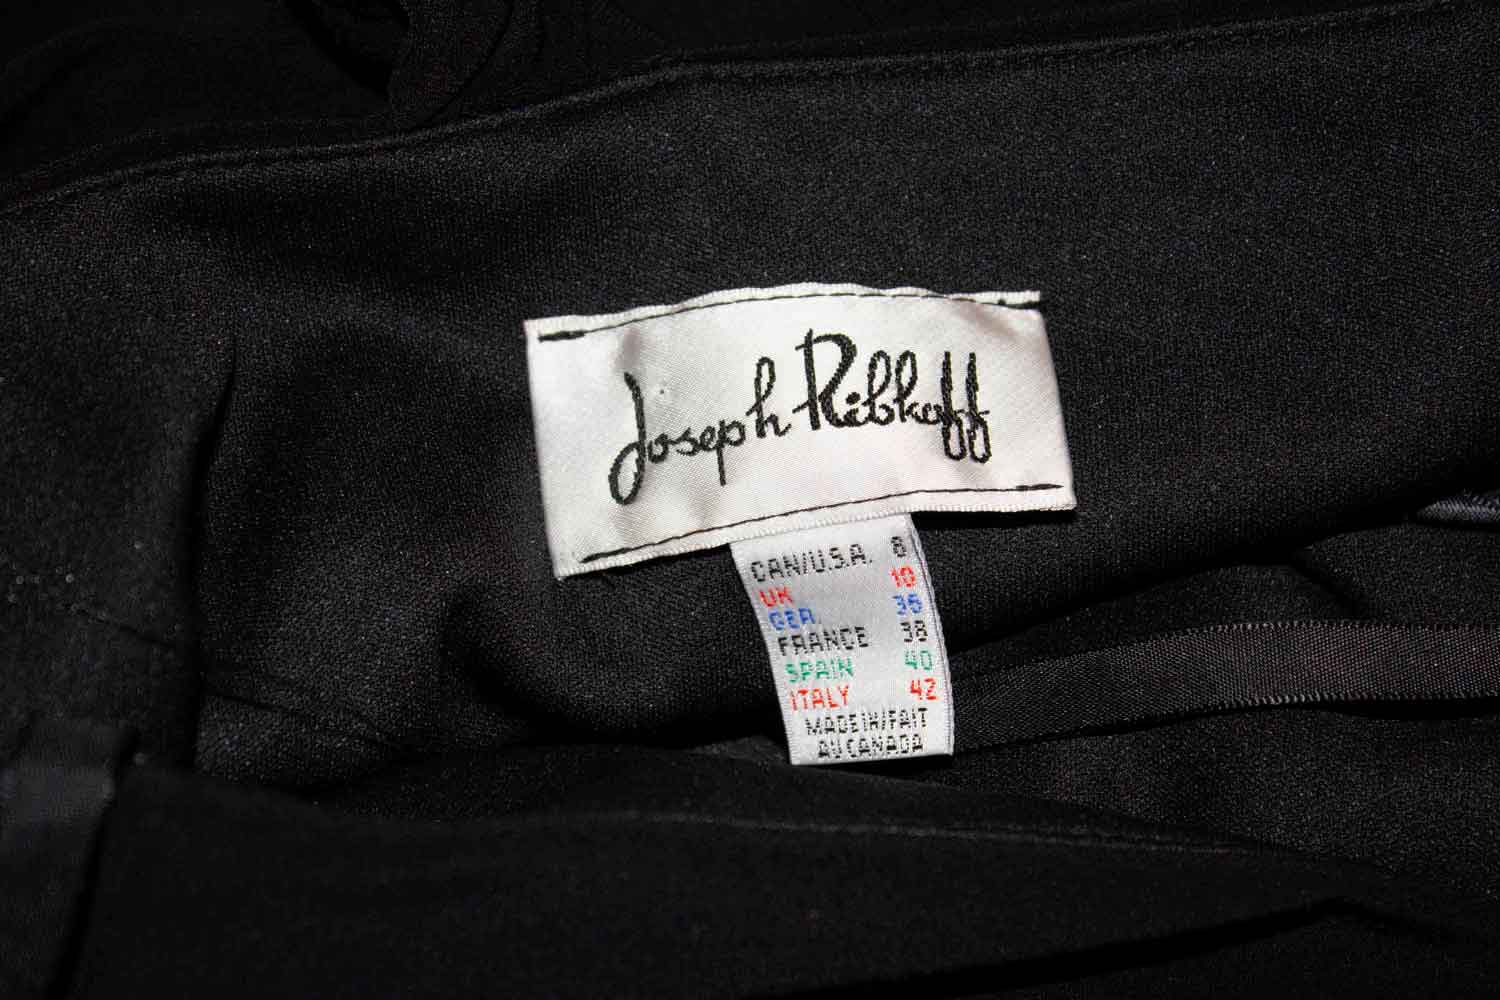 Joseph Ribkoff
CAN/U.S.A. 8
UK 10
GER. 36
FRANCE 38
SPAIN 40
ITALY 42
MADE IN/FAIT
AU CANADA